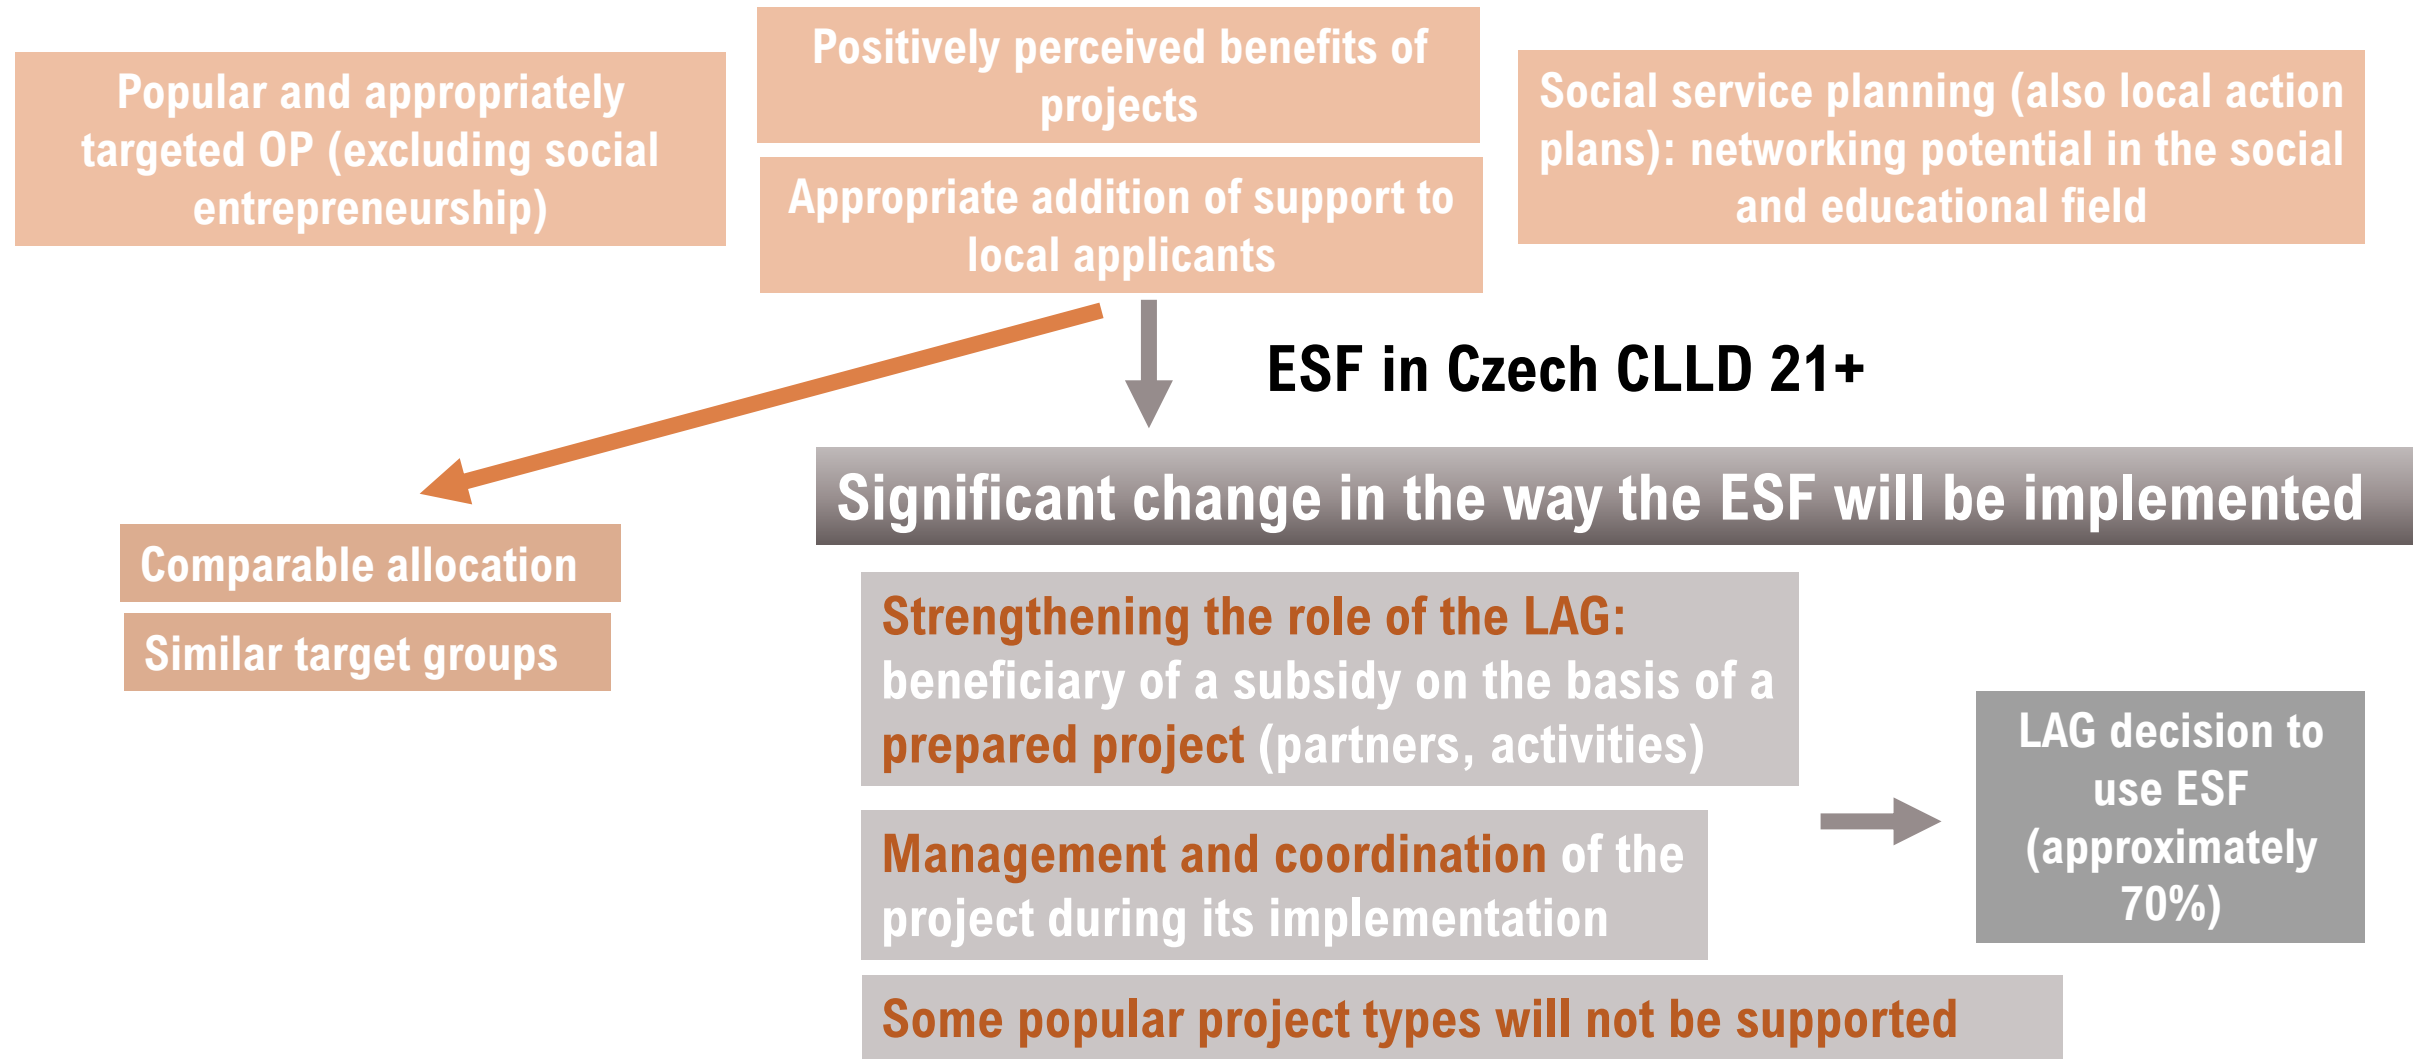 Popular and appropriately
targeted OP (excluding social
entrepreneurship)
Positively perceived benefits of
projects
Appropriate addition of support to
local applicants
Social service planning (also local action
plans): networking potential in the social
and educational field
ESF in Czech CLLD 21+
Comparable allocation
Similar target groups
Significant change in the way the ESF will be implemented
Strengthening the role of the LAG:
beneficiary of a subsidy on the basis of a
prepared project (partners, activities)
Management and coordination of the
project during its implementation
Some popular project types will not be supported
LAG decision to
use ESF
(approximately
70%)